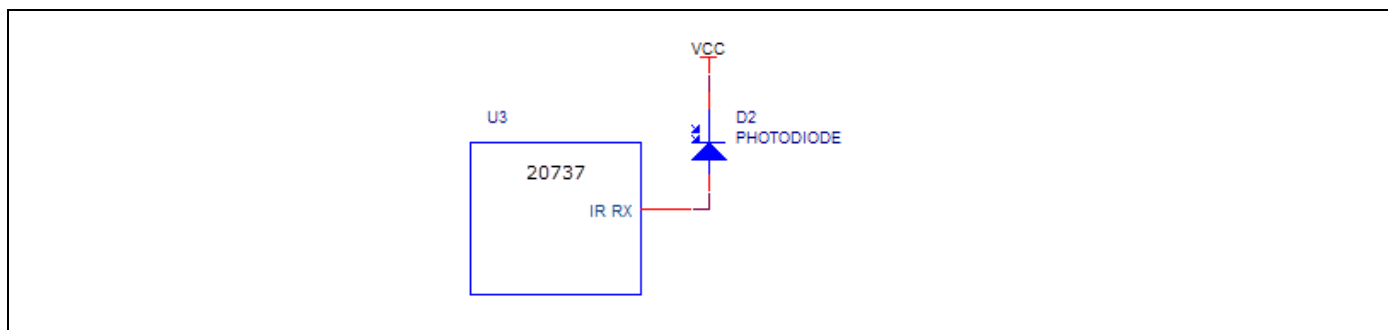 VCC
U3
D2
PHOTODIODE
20737
IR RX